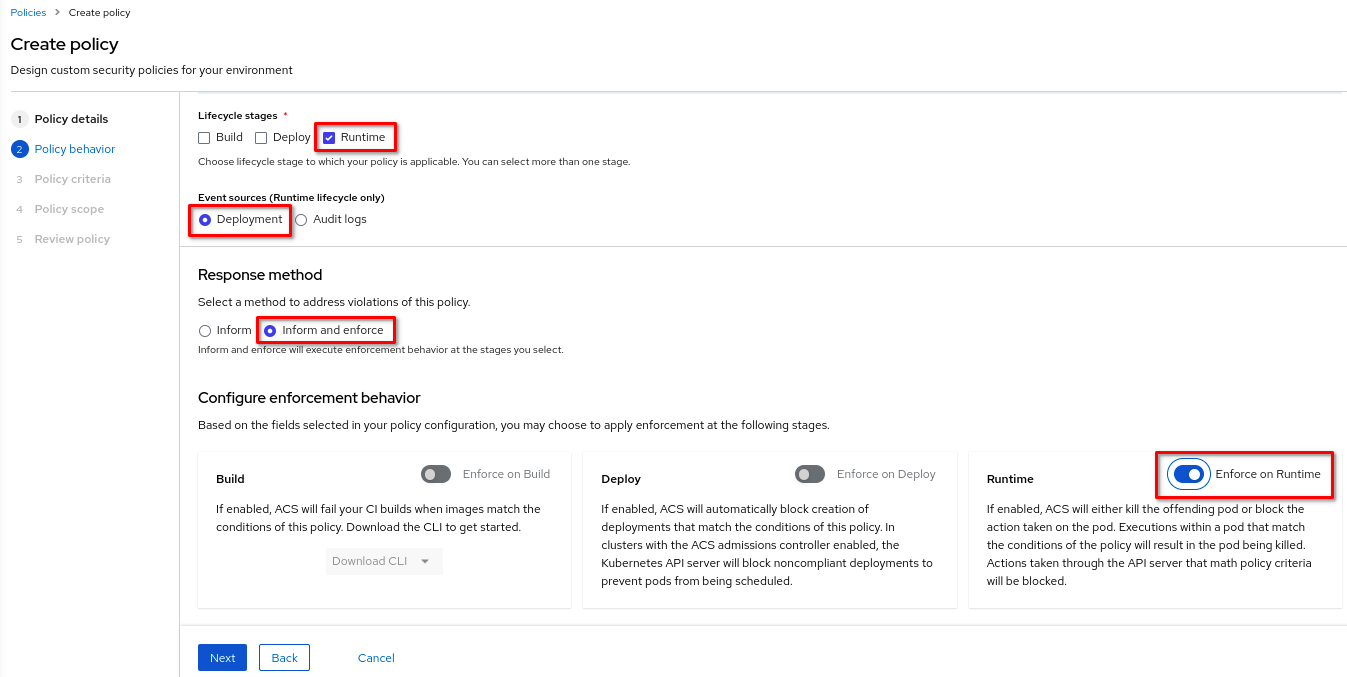 Policies > Create policy
Create policy
Design custom security policies for your environment
1 Policy details
2 Policy behavior
3 Policy criteria
4 Policy scope
5 Review policy
Lifecycle stages *
Build Deploy Runtime
Choose lifecycle stage to which your policy is applicable. You can select more than one stage.
Event sources (Runtime lifecycle only)
Deployment Audit logs
Response method
Select a method to address violations of this policy.
Inform Inform and enforce
Inform and enforce will execute enforcement behavior at the stages you select.
Configure enforcement behavior
Based on the fields selected in your policy configuration, you may choose to apply enforcement at the following stages.
Build Enforce on Build
If enabled, ACS will fail your CI builds when images match the
conditions of this policy. Download the CLI to get started.
Download CLI
Deploy Enforce on Deploy
If enabled, ACS will automatically block creation of
deployments that match the conditions of this policy. In
clusters with the ACS admissions controller enabled, the
Kubernetes API server will block noncompliant deployments to
prevent pods from being scheduled.
Runtime Enforce on Runtime
If enabled, ACS will either kill the offending pod or block the
action taken on the pod. Executions within a pod that match
the conditions of the policy will result in the pod being killed.
Actions taken through the API server that math policy criteria
will be blocked.
Next Back Cancel